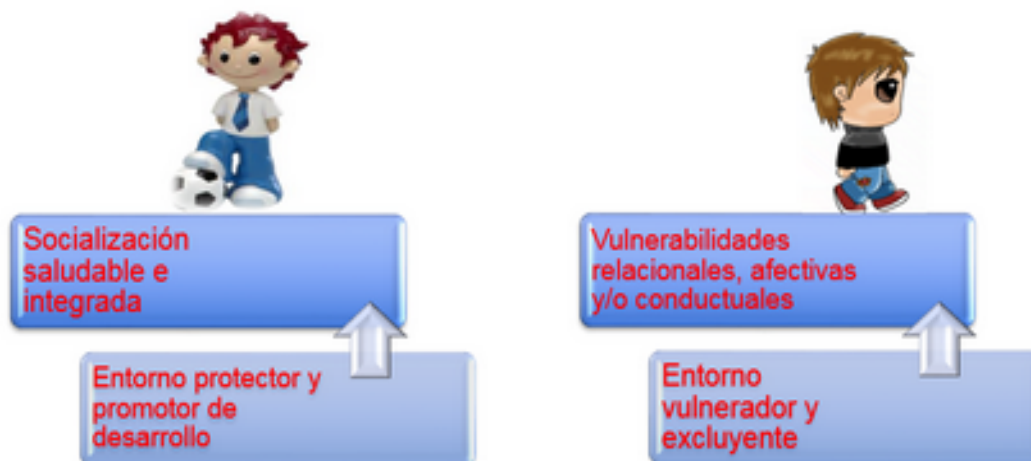 Socialización
saludable e
integrada
Entorno protector y
promotor de
desarrollo
Vulnerabilidades
relacionales, afectivas
y/o conductuales
Entorno
vulnerador y
excluyente